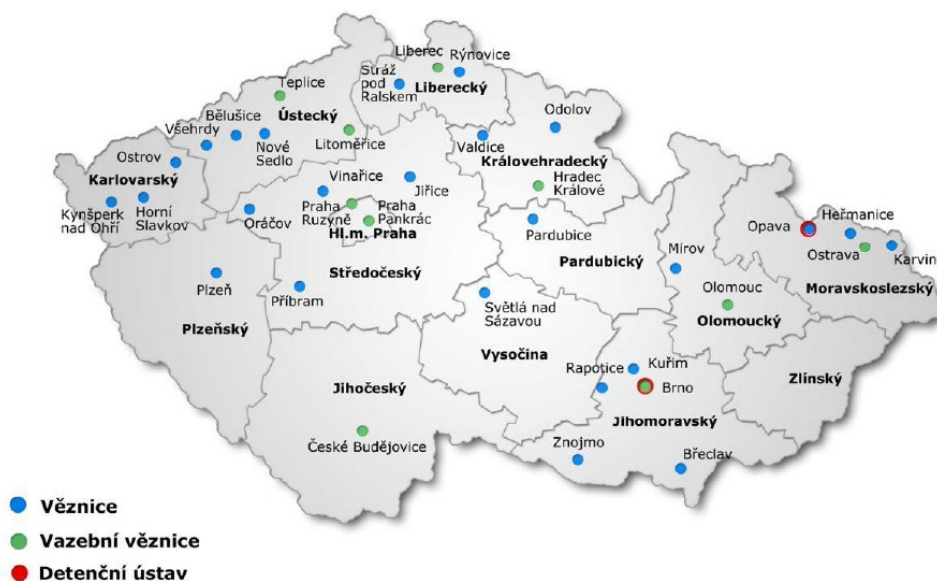 Liberec
Rýnovice
Stráž
pod
Ralskem
Liberecký
Teplice
Ústecký
Bělušice
Všehrdy
Nové
Sedlo
Litoměřice
Odolov
Valdice
Královehradecký
Hradec
Králové
Ostrov
Karlovarský
Kynšperk
nad Ohří
Horní
Slavkov
Vinařice
Jiřice
Oráčov
Praha
Ruzyně
Praha
Pankrác
Hl.m. Praha
Středočeský
Příbram
Plzeň
Plzeňský
Pardubice
Pardubický
Mirov
Opava
Heřmanice
Ostrava
Karvin
Moravskoslezský
Olomouc
Olomoucký
Světlá nad
Sázavou
Vysočina
Zlínský
Rapotice
Kuřim
Brno
Jihomoravský
Znojmo
Břeclav
Jihočeský
České Budějovice
Věznice
Vazební věznice
Detenční ústav